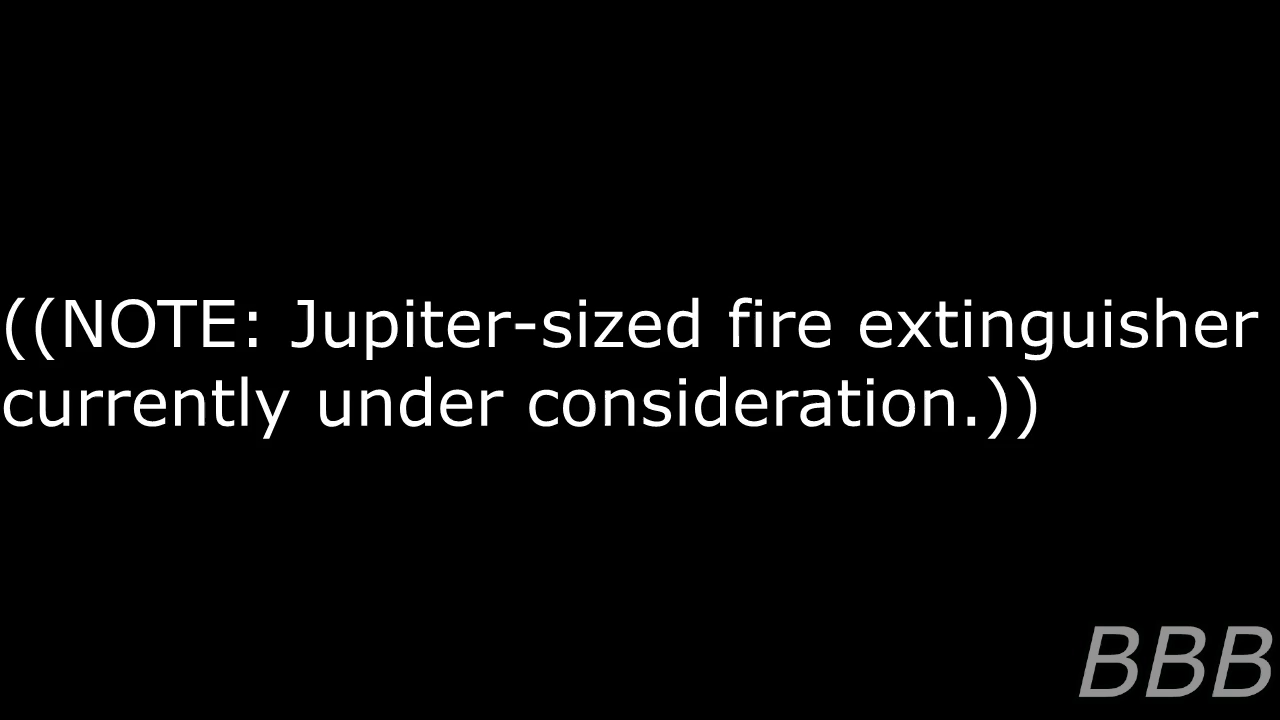 ((NOTE: Jupiter-sized fire extinguisher
currently under consideration.))
BBB